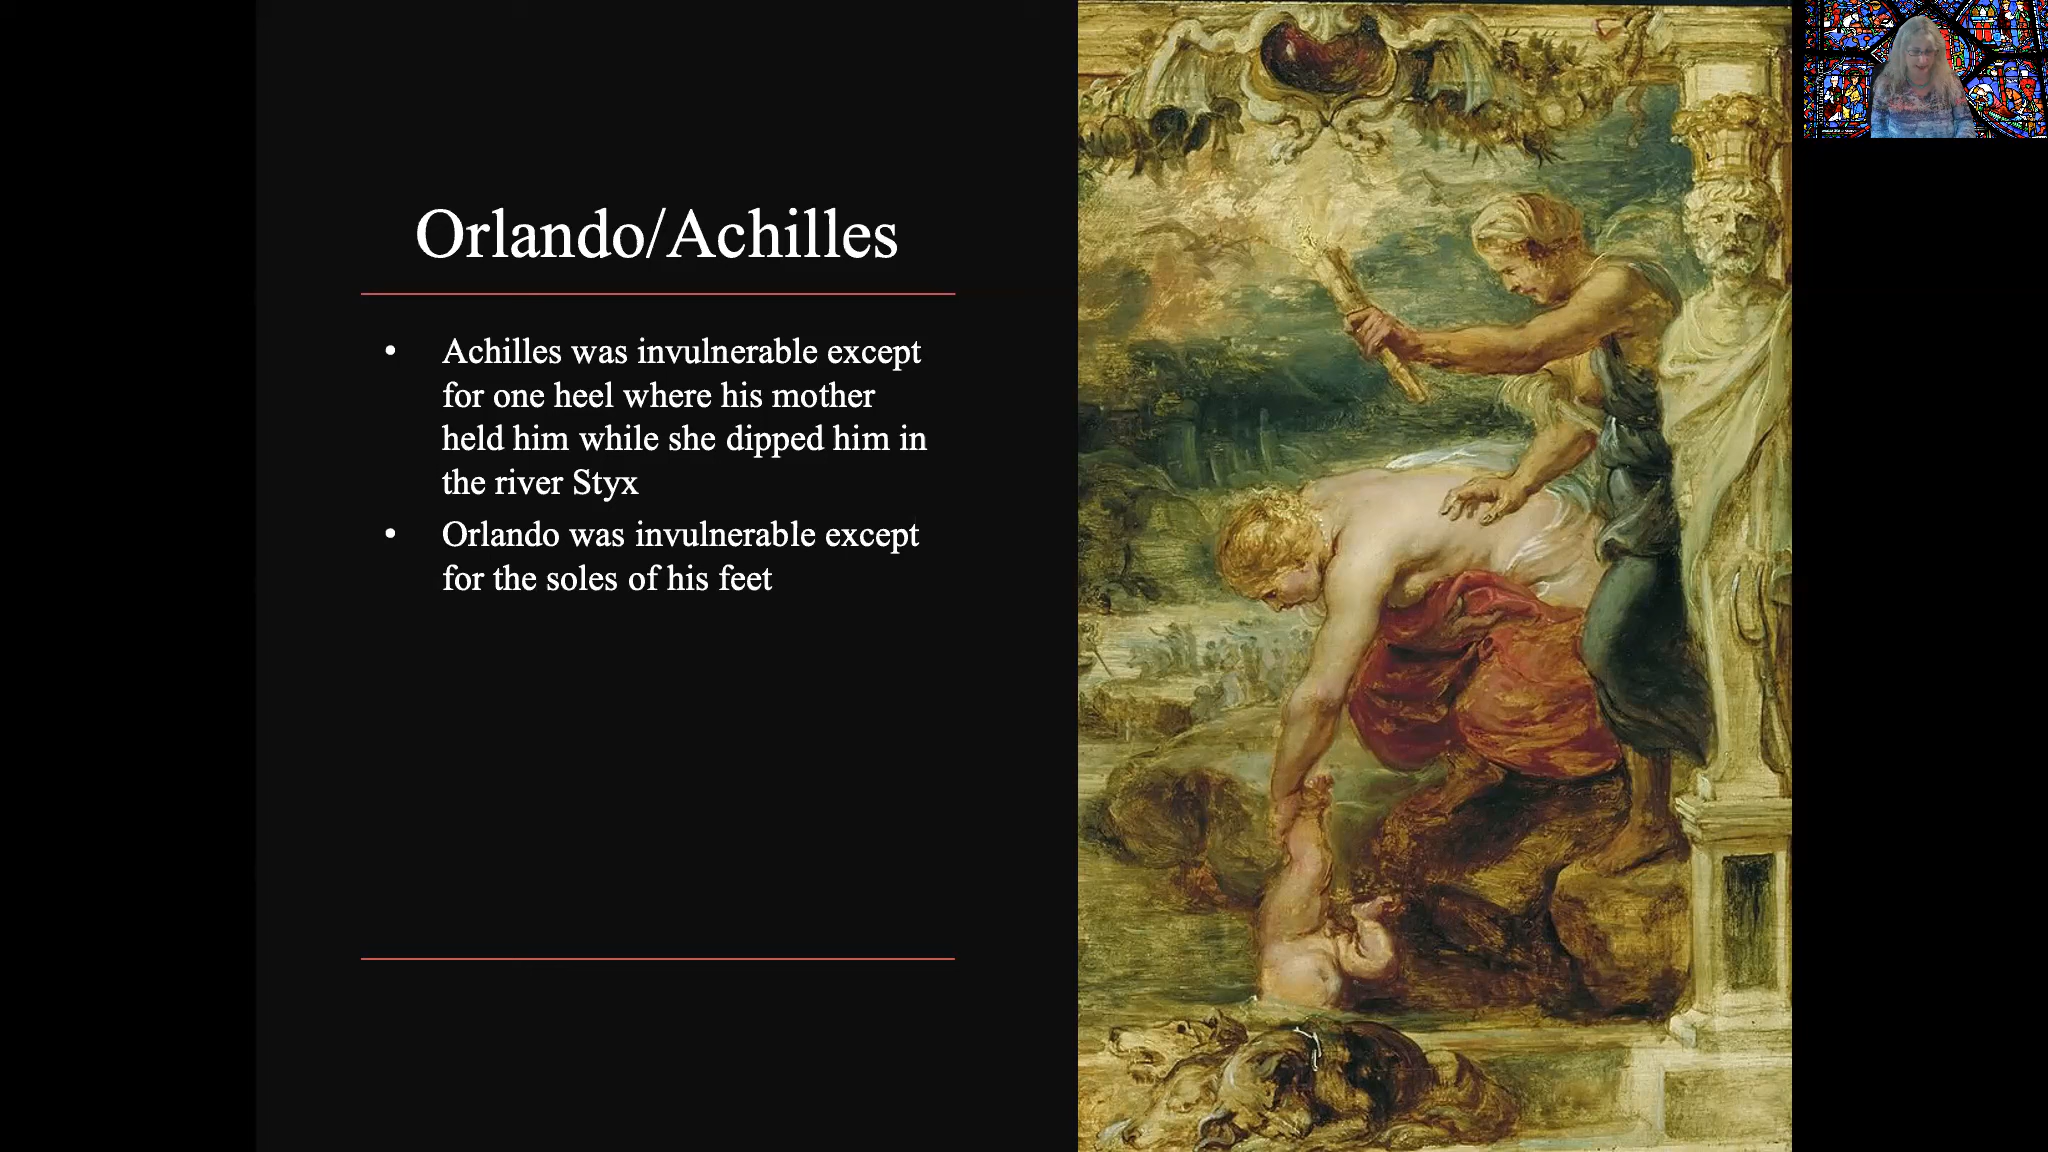 Orlando/Achilles
• Achilles was invulnerable except
for one heel where his mother
held him while she dipped him in
the river Styx
• Orlando was invulnerable except
for the soles of his feet